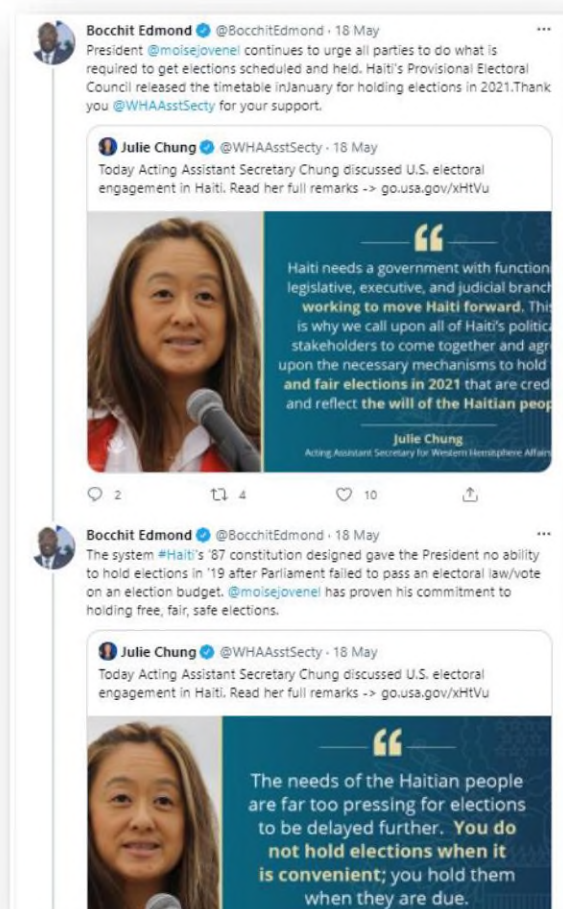 Bocchit Edmond @BocchitEdmond · 18 May
President @moisejovenel continues to urge all parties to do what is
required to get elections scheduled and held. Haiti's Provisional Electoral
Council released the timetable inJanuary for holding elections in 2021.Thank
you @WHAAsstSecty for your support.
Julie Chung @WHAAsstSecty · 18 May
Today Acting Assistant Secretary Chung discussed U.S. electoral
engagement in Haiti. Read her full remarks -> go.usa.gov/xHtVu
“
Haiti needs a government with function
legislative, executive, and judicial branch
working to move Haiti forward. This
is why we call upon all of Haiti's politica
stakeholders to come together and agr
upon the necessary mechanisms to hold
and fair elections in 2021 that are cred
and reflect the will of the Haitian peop
Julie Chung
Acting Assistant Secretary for Western Hemisphere Affairs
2 4 10
Bocchit Edmond @BocchitEdmond · 18 May
The system #Haiti's '87 constitution designed gave the President no ability
to hold elections in '19 after Parliament failed to pass an electoral law/vote
on an election budget. @moisejovenel has proven his commitment to
holding free, fair, safe elections.
Julie Chung @WHAAsstSecty · 18 May
Today Acting Assistant Secretary Chung discussed U.S. electoral
engagement in Haiti. Read her full remarks -> go.usa.gov/xHtVu
“
The needs of the Haitian people
are far too pressing for elections
to be delayed further. You do
not hold elections when it
is convenient; you hold them
when they are due.